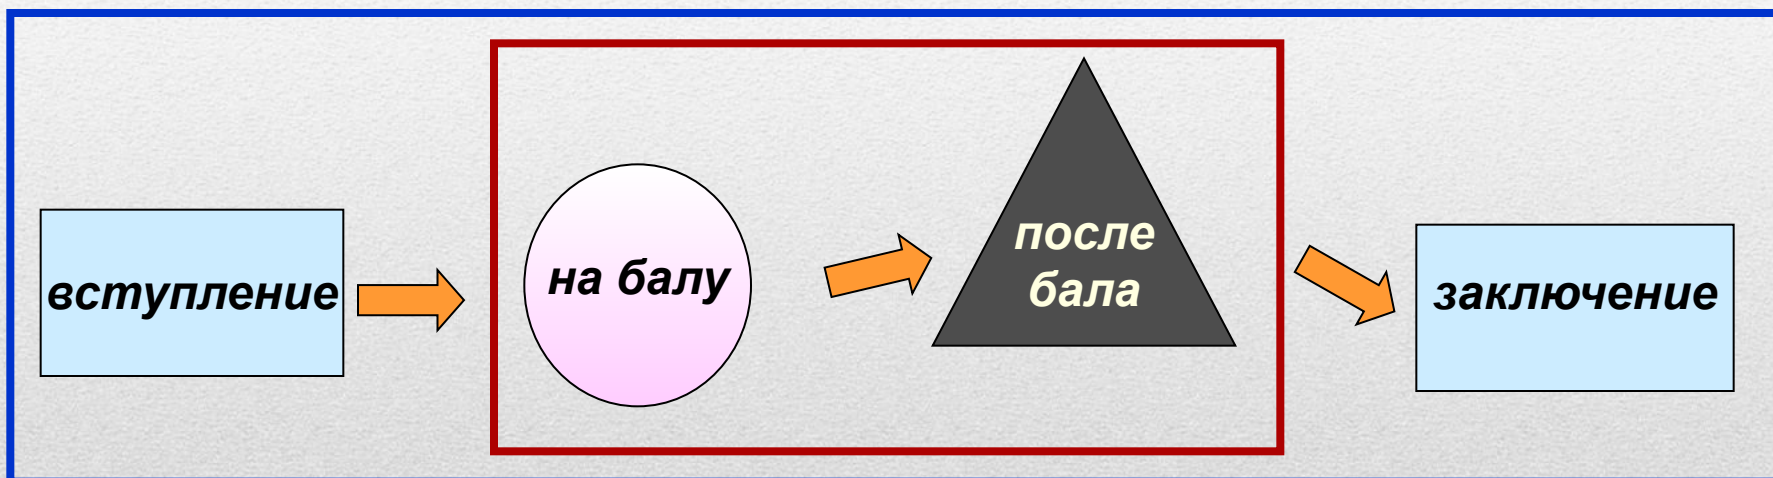 вступление
на балу
после
бала
заключение